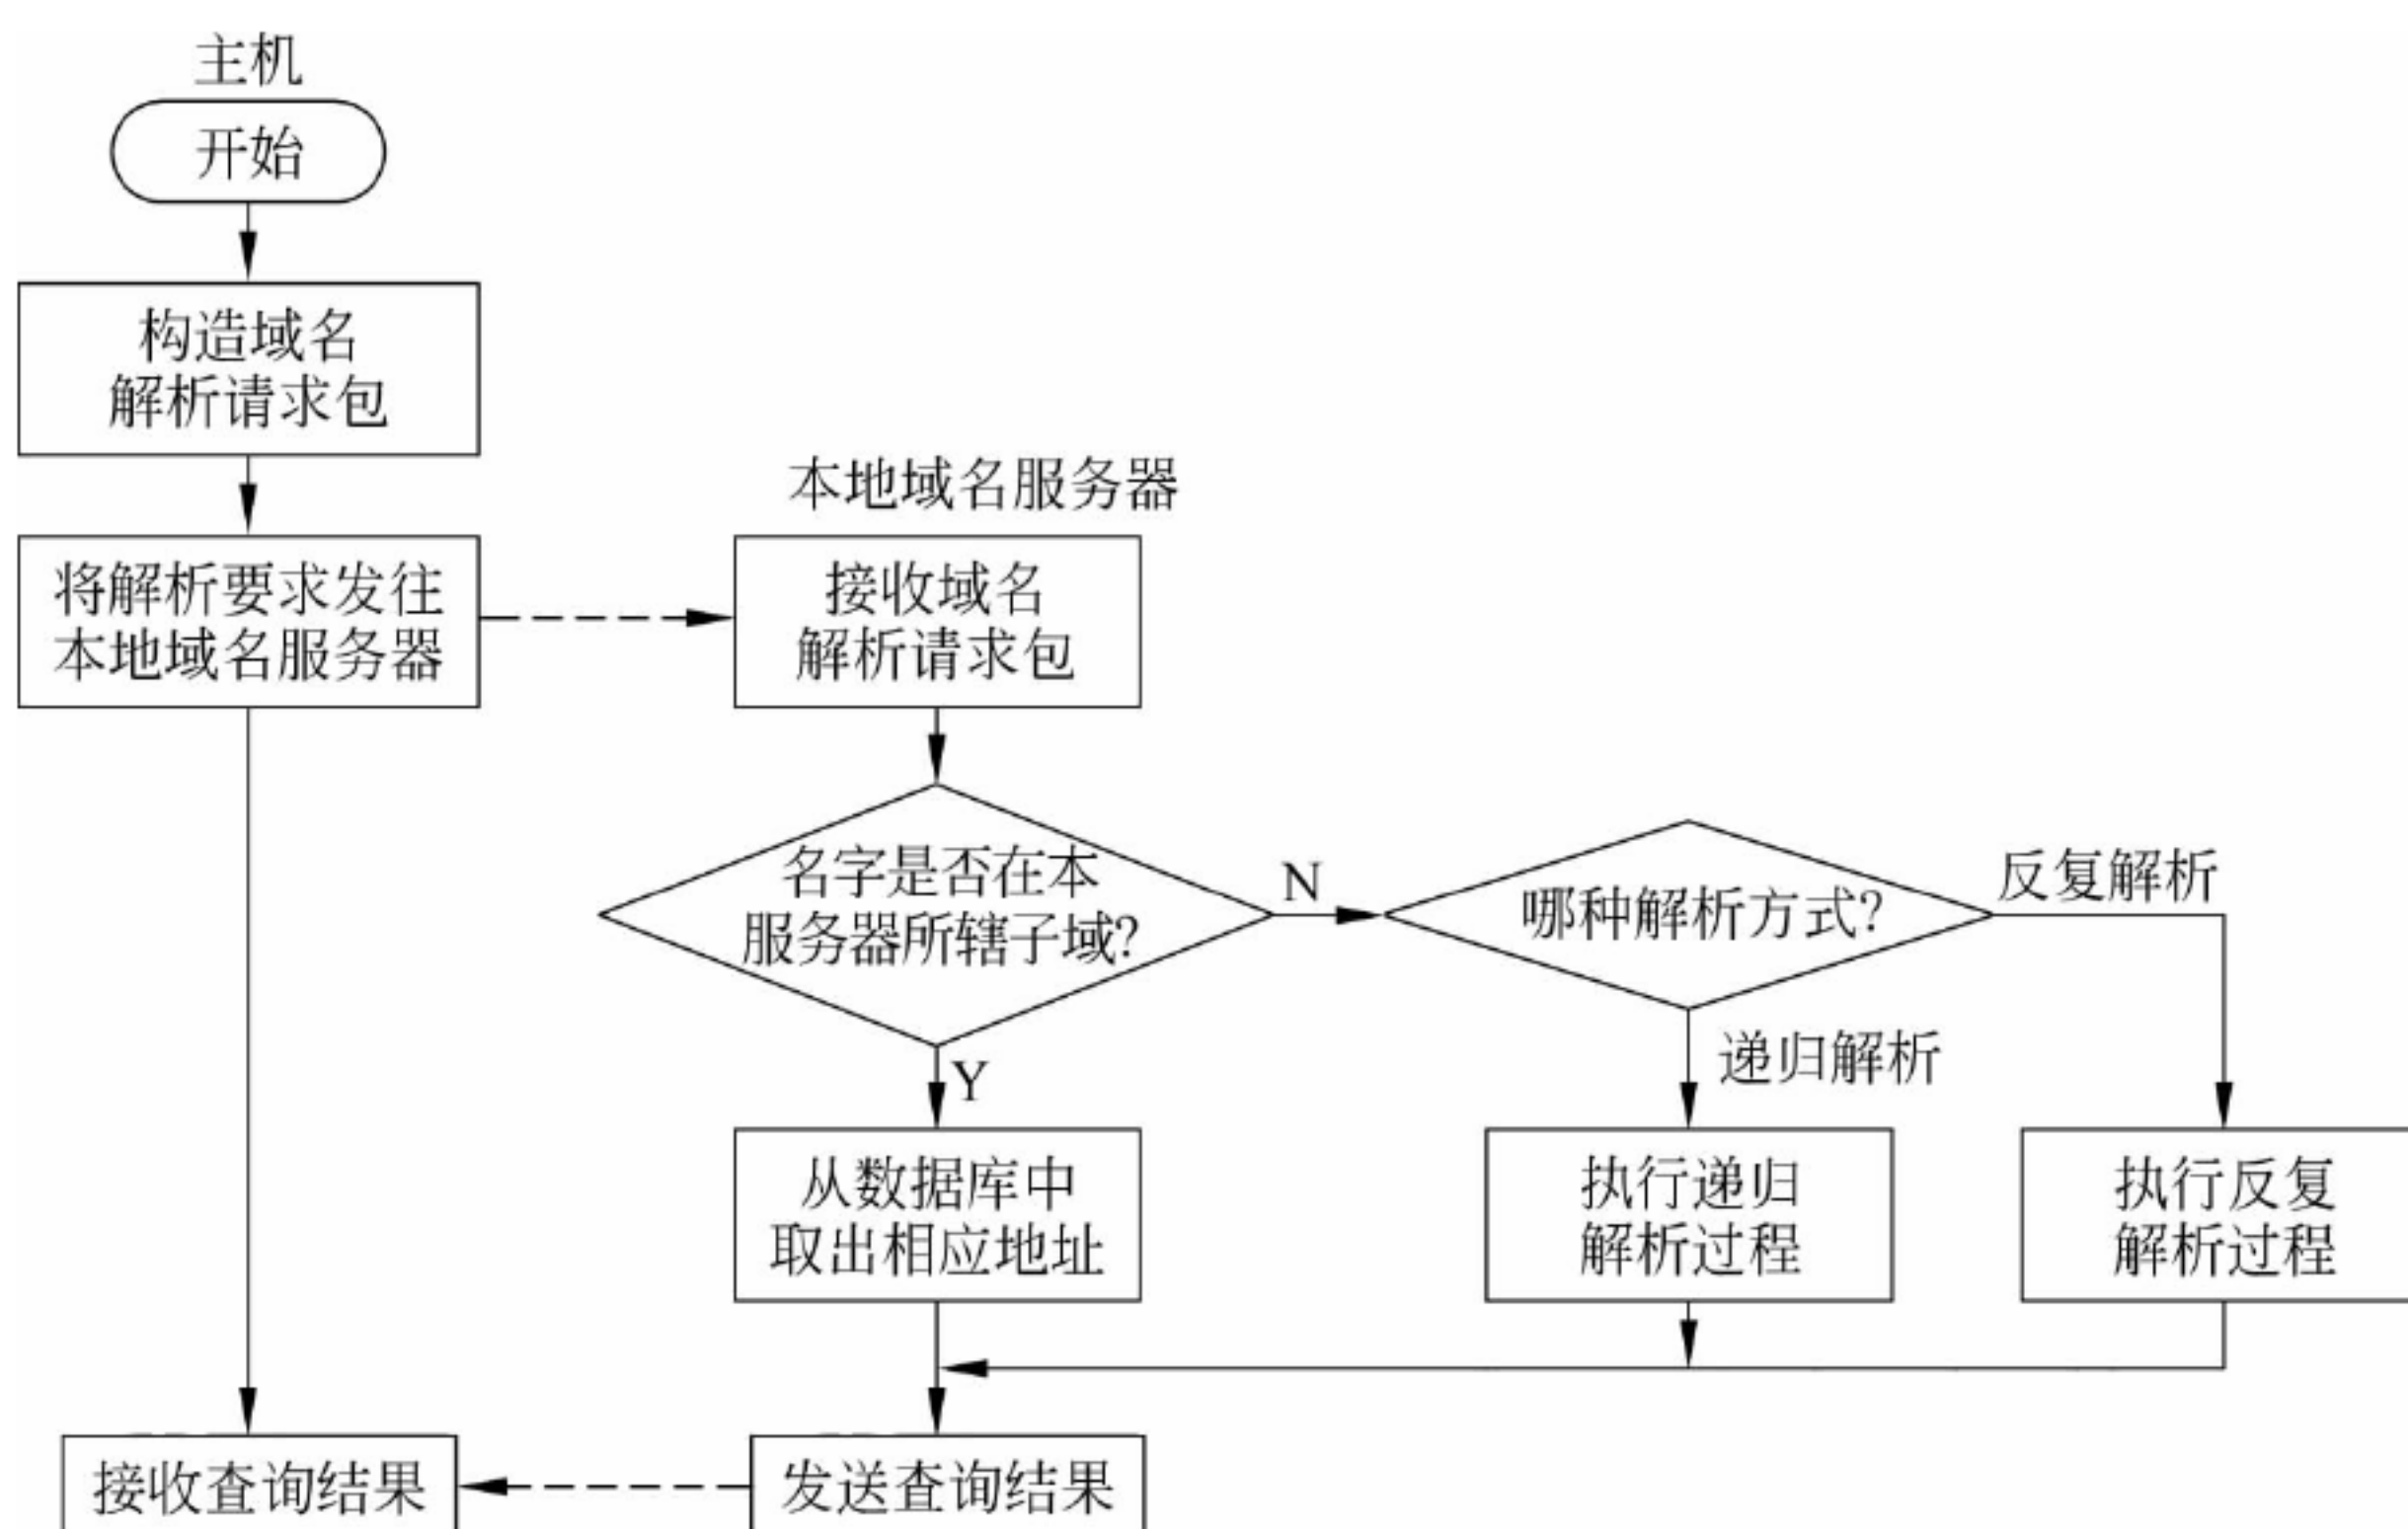 主机
开始
构造域名
解析请求包
本地域名服务器
将解析要求发往
本地域名服务器
接收域名
解析请求包
名字是否在本
服务器所辖子域?
N
哪种解析方式?
反复解析
递归解析
Y
从数据库中
取出相应地址
执行递归
解析过程
执行反复
解析过程
接收查询结果
发送查询结果